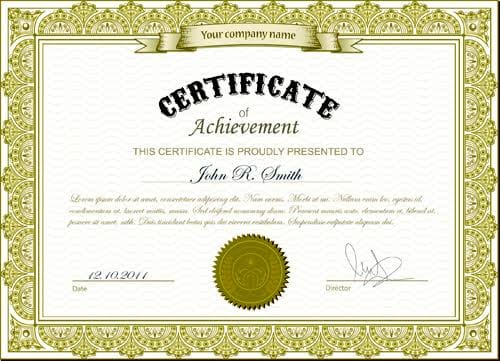 Your company name
CERTIFICATE
of
Achievement
THIS CERTIFICATE IS PROUDLY PRESENTED TO
John R. Smith
Lorem ipsum dolor sit amet, consectetuer adipiscing elit. Nam cursus. Morbi ut mi. Nullam enim leo, egestas id,
condimentum at, laoreet mattis, massa. Sed eleifend nonummy diam. Praesent mauris ante, elementum et, bibendum at,
posuere sit amet, nibh. Duis tincidunt lectus quis dui viverra vestibulum. Suspendisse vulputate aliquam dui.
12.10.2011
Date
Director